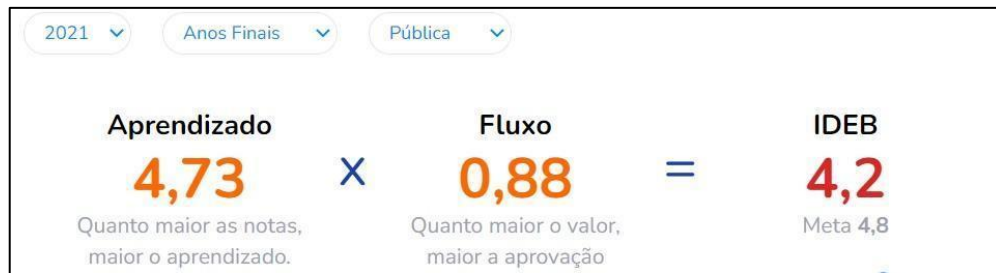 2021 Anos Finais Pública
Aprendizado Fluxo IDEB
4,73 X 0,88 = 4,2
Quanto maior as notas, Quanto maior o valor, Meta 4,8
maior o aprendizado. maior a aprovação